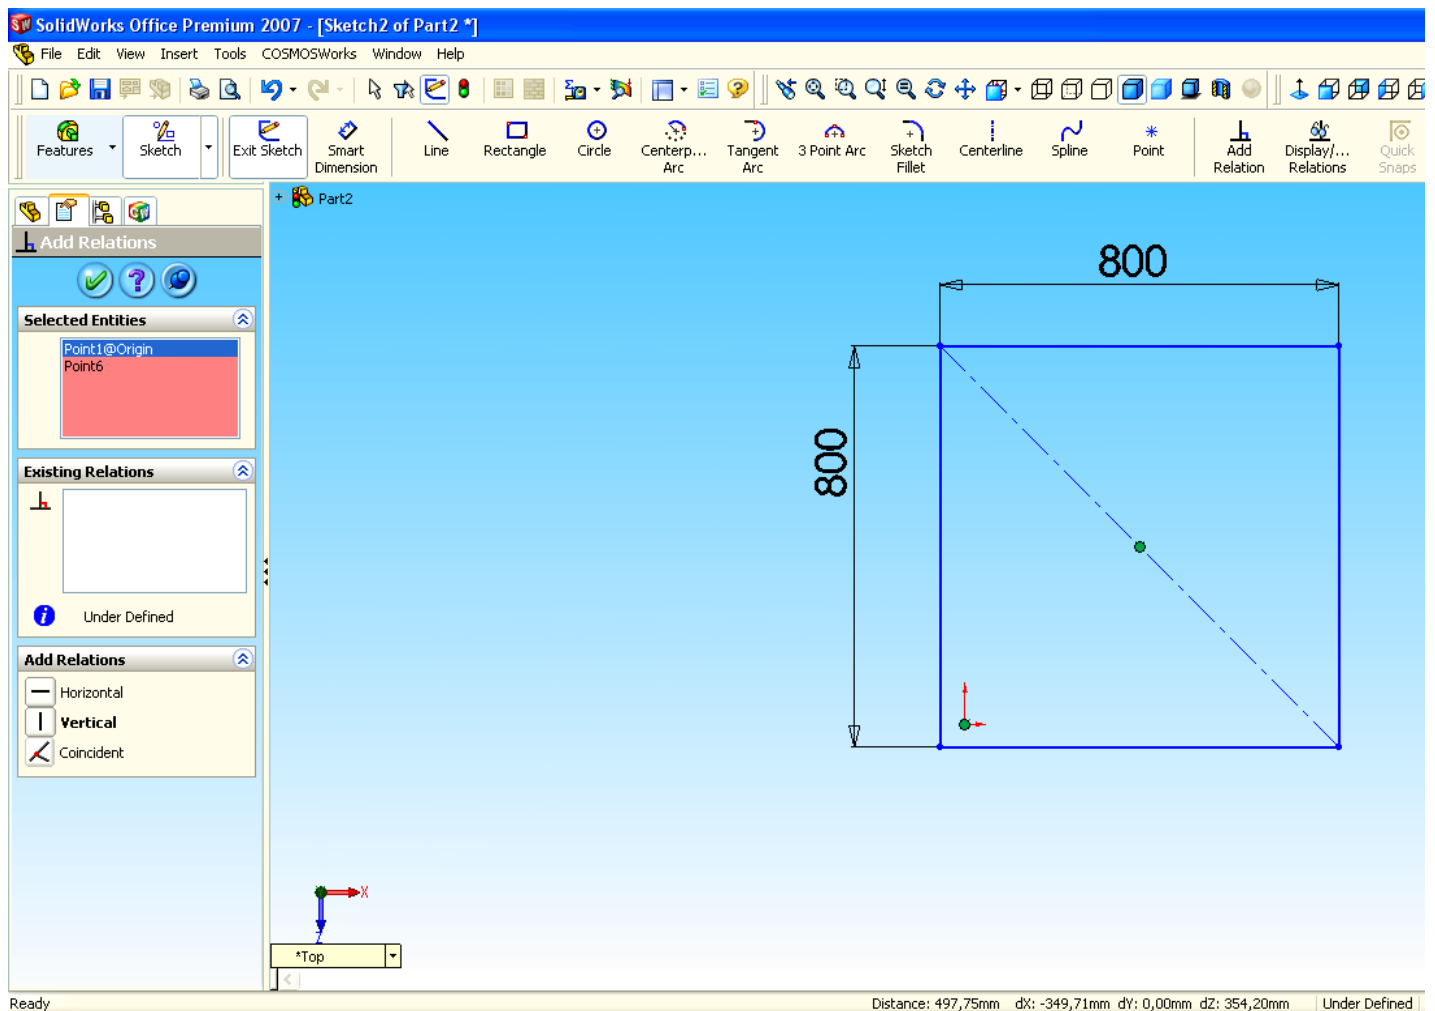 SolidWorks Office Premium 2007 - [Sketch2 of Part2 *]
File Edit View Insert Tools COSMOSWorks Window Help
Features Sketch Exit Sketch Smart Dimension Line Rectangle Circle Centerp... Arc Tangent Arc 3 Point Arc Sketch Fillet Centerline Spline Point Add Relation Display/... Relations Quick Snaps
Part2
Add Relations
Selected Entities
Point1@Origin
Point6
Existing Relations
Under Defined
Add Relations
Horizontal
Vertical
Coincident
800
800
X
Z
*Top
Ready Distance: 497,75mm dX: -349,71mm dY: 0,00mm dZ: 354,20mm Under Defined